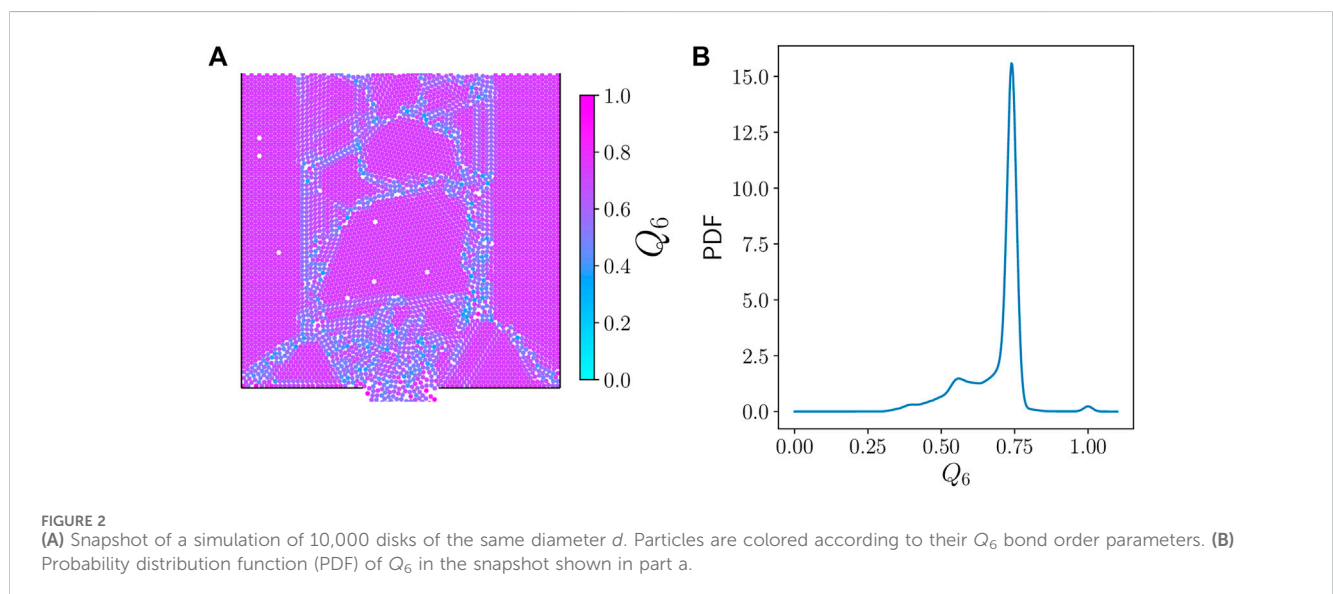 A
1.0
0.8
0.6
0.4
0.2
0.0
Q6
B
15.0
12.5
10.0
7.5
5.0
2.5
0.0
PDF
0.00 0.25 0.50 0.75 1.00
Q6
FIGURE 2
(A) Snapshot of a simulation of 10,000 disks of the same diameter d. Particles are colored according to their Q6 bond order parameters. (B)
Probability distribution function (PDF) of Q6 in the snapshot shown in part a.